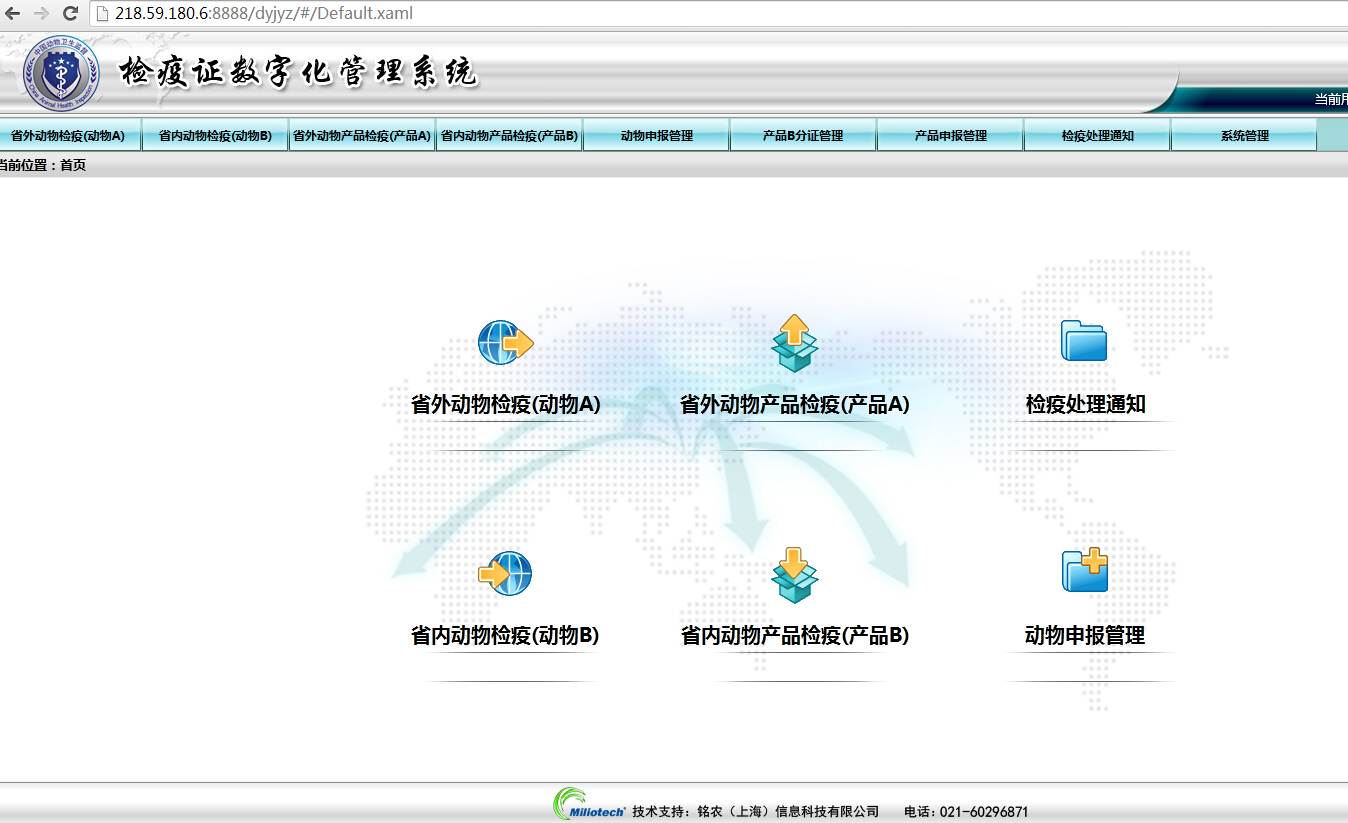 218.59.180.6:8888/dyjyz/#/Default.xaml
中国动物卫生监督
China Animal Health Inspection
检疫证数字化管理系统
当前用
省外动物检疫(动物A) 省内动物检疫(动物B) 省外动物产品检疫(产品A) 省内动物产品检疫(产品B) 动物申报管理 产品B分证管理 产品申报管理 检疫处理通知 系统管理
当前位置：首页
省外动物检疫(动物A) 省外动物产品检疫(产品A) 检疫处理通知
省内动物检疫(动物B) 省内动物产品检疫(产品B) 动物申报管理
Miliotech 技术支持：铭农（上海）信息科技有限公司 电话：021-60296871